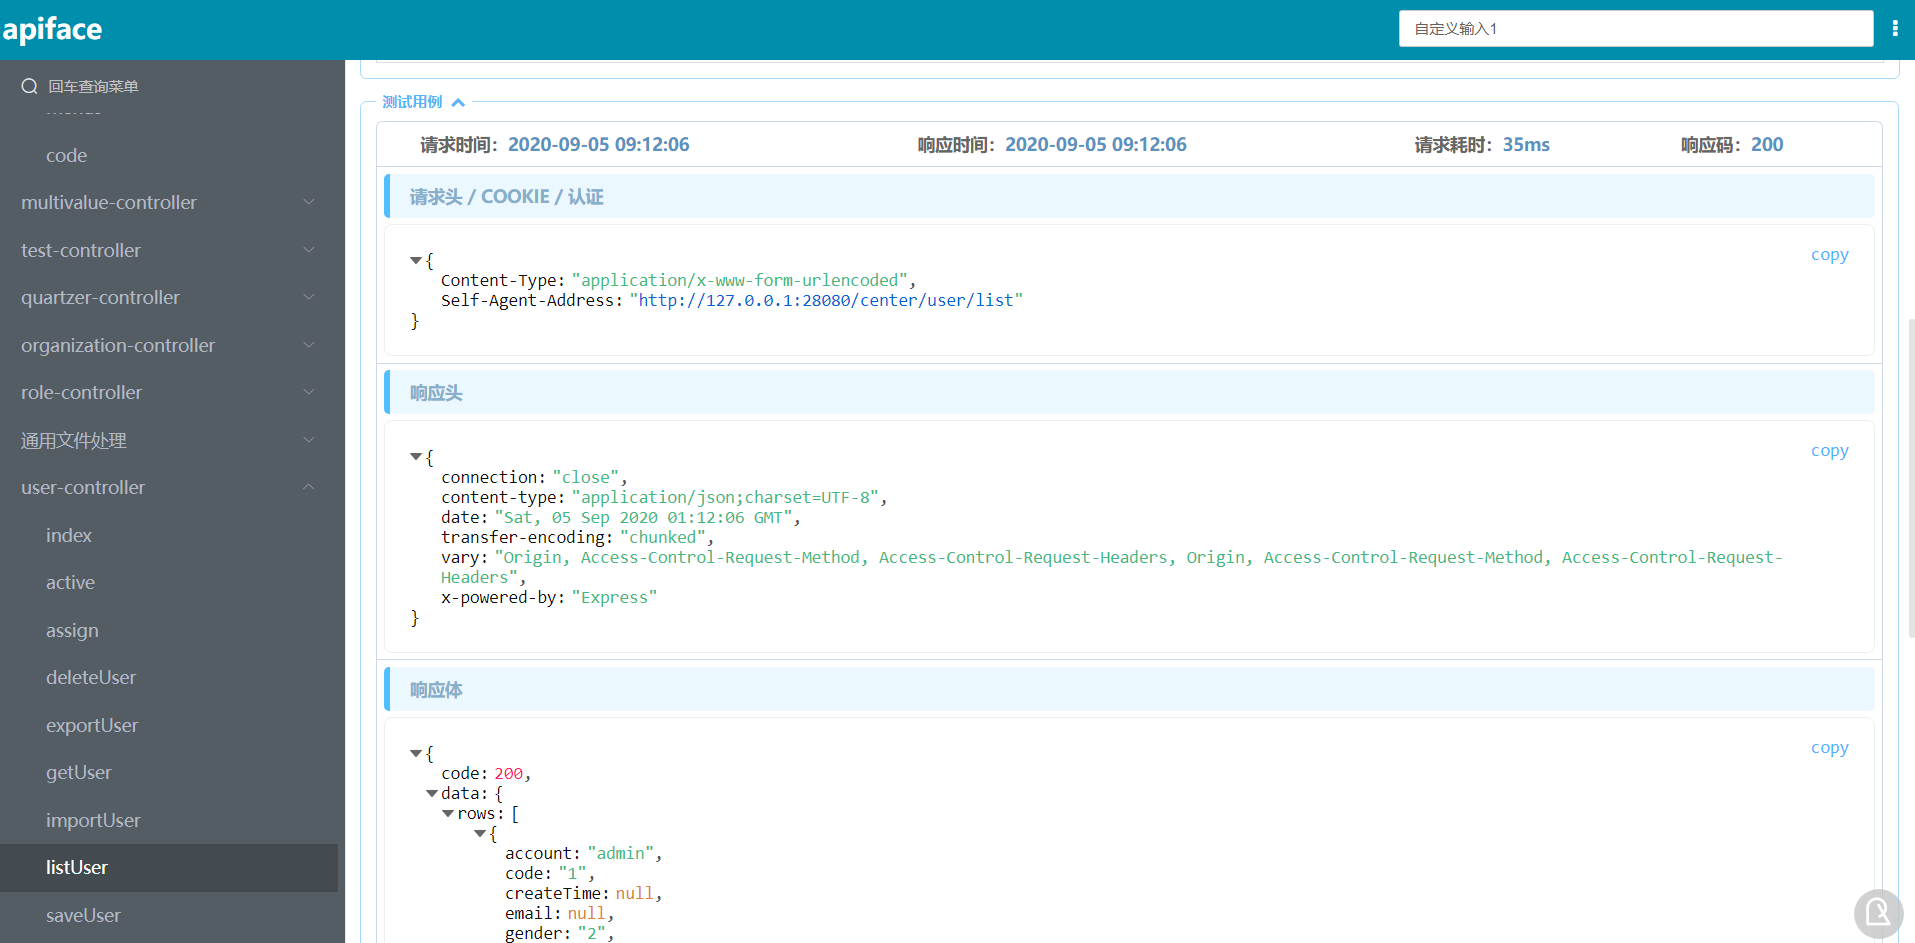 apiface
自定义输入1
回车查询菜单
code
multivalue-controller
test-controller
quartzer-controller
organization-controller
role-controller
通用文件处理
user-controller
index
active
assign
deleteUser
exportUser
getUser
importUser
listUser
saveUser
测试用例
请求时间：2020-09-05 09:12:06 响应时间：2020-09-05 09:12:06 请求耗时：35ms 响应码：200
请求头 / COOKIE / 认证
copy
{
Content-Type: "application/x-www-form-urlencoded",
Self-Agent-Address: "http://127.0.0.1:28080/center/user/list"
}
响应头
copy
{
connection: "close",
content-type: "application/json;charset=UTF-8",
date: "Sat, 05 Sep 2020 01:12:06 GMT",
transfer-encoding: "chunked",
vary: "Origin, Access-Control-Request-Method, Access-Control-Request-Headers, Origin, Access-Control-Request-Method, Access-Control-Request-
Headers",
x-powered-by: "Express"
}
响应体
copy
{
code: 200,
data: {
rows: [
{
account: "admin",
code: "1",
createTime: null,
email: null,
gender: "2",